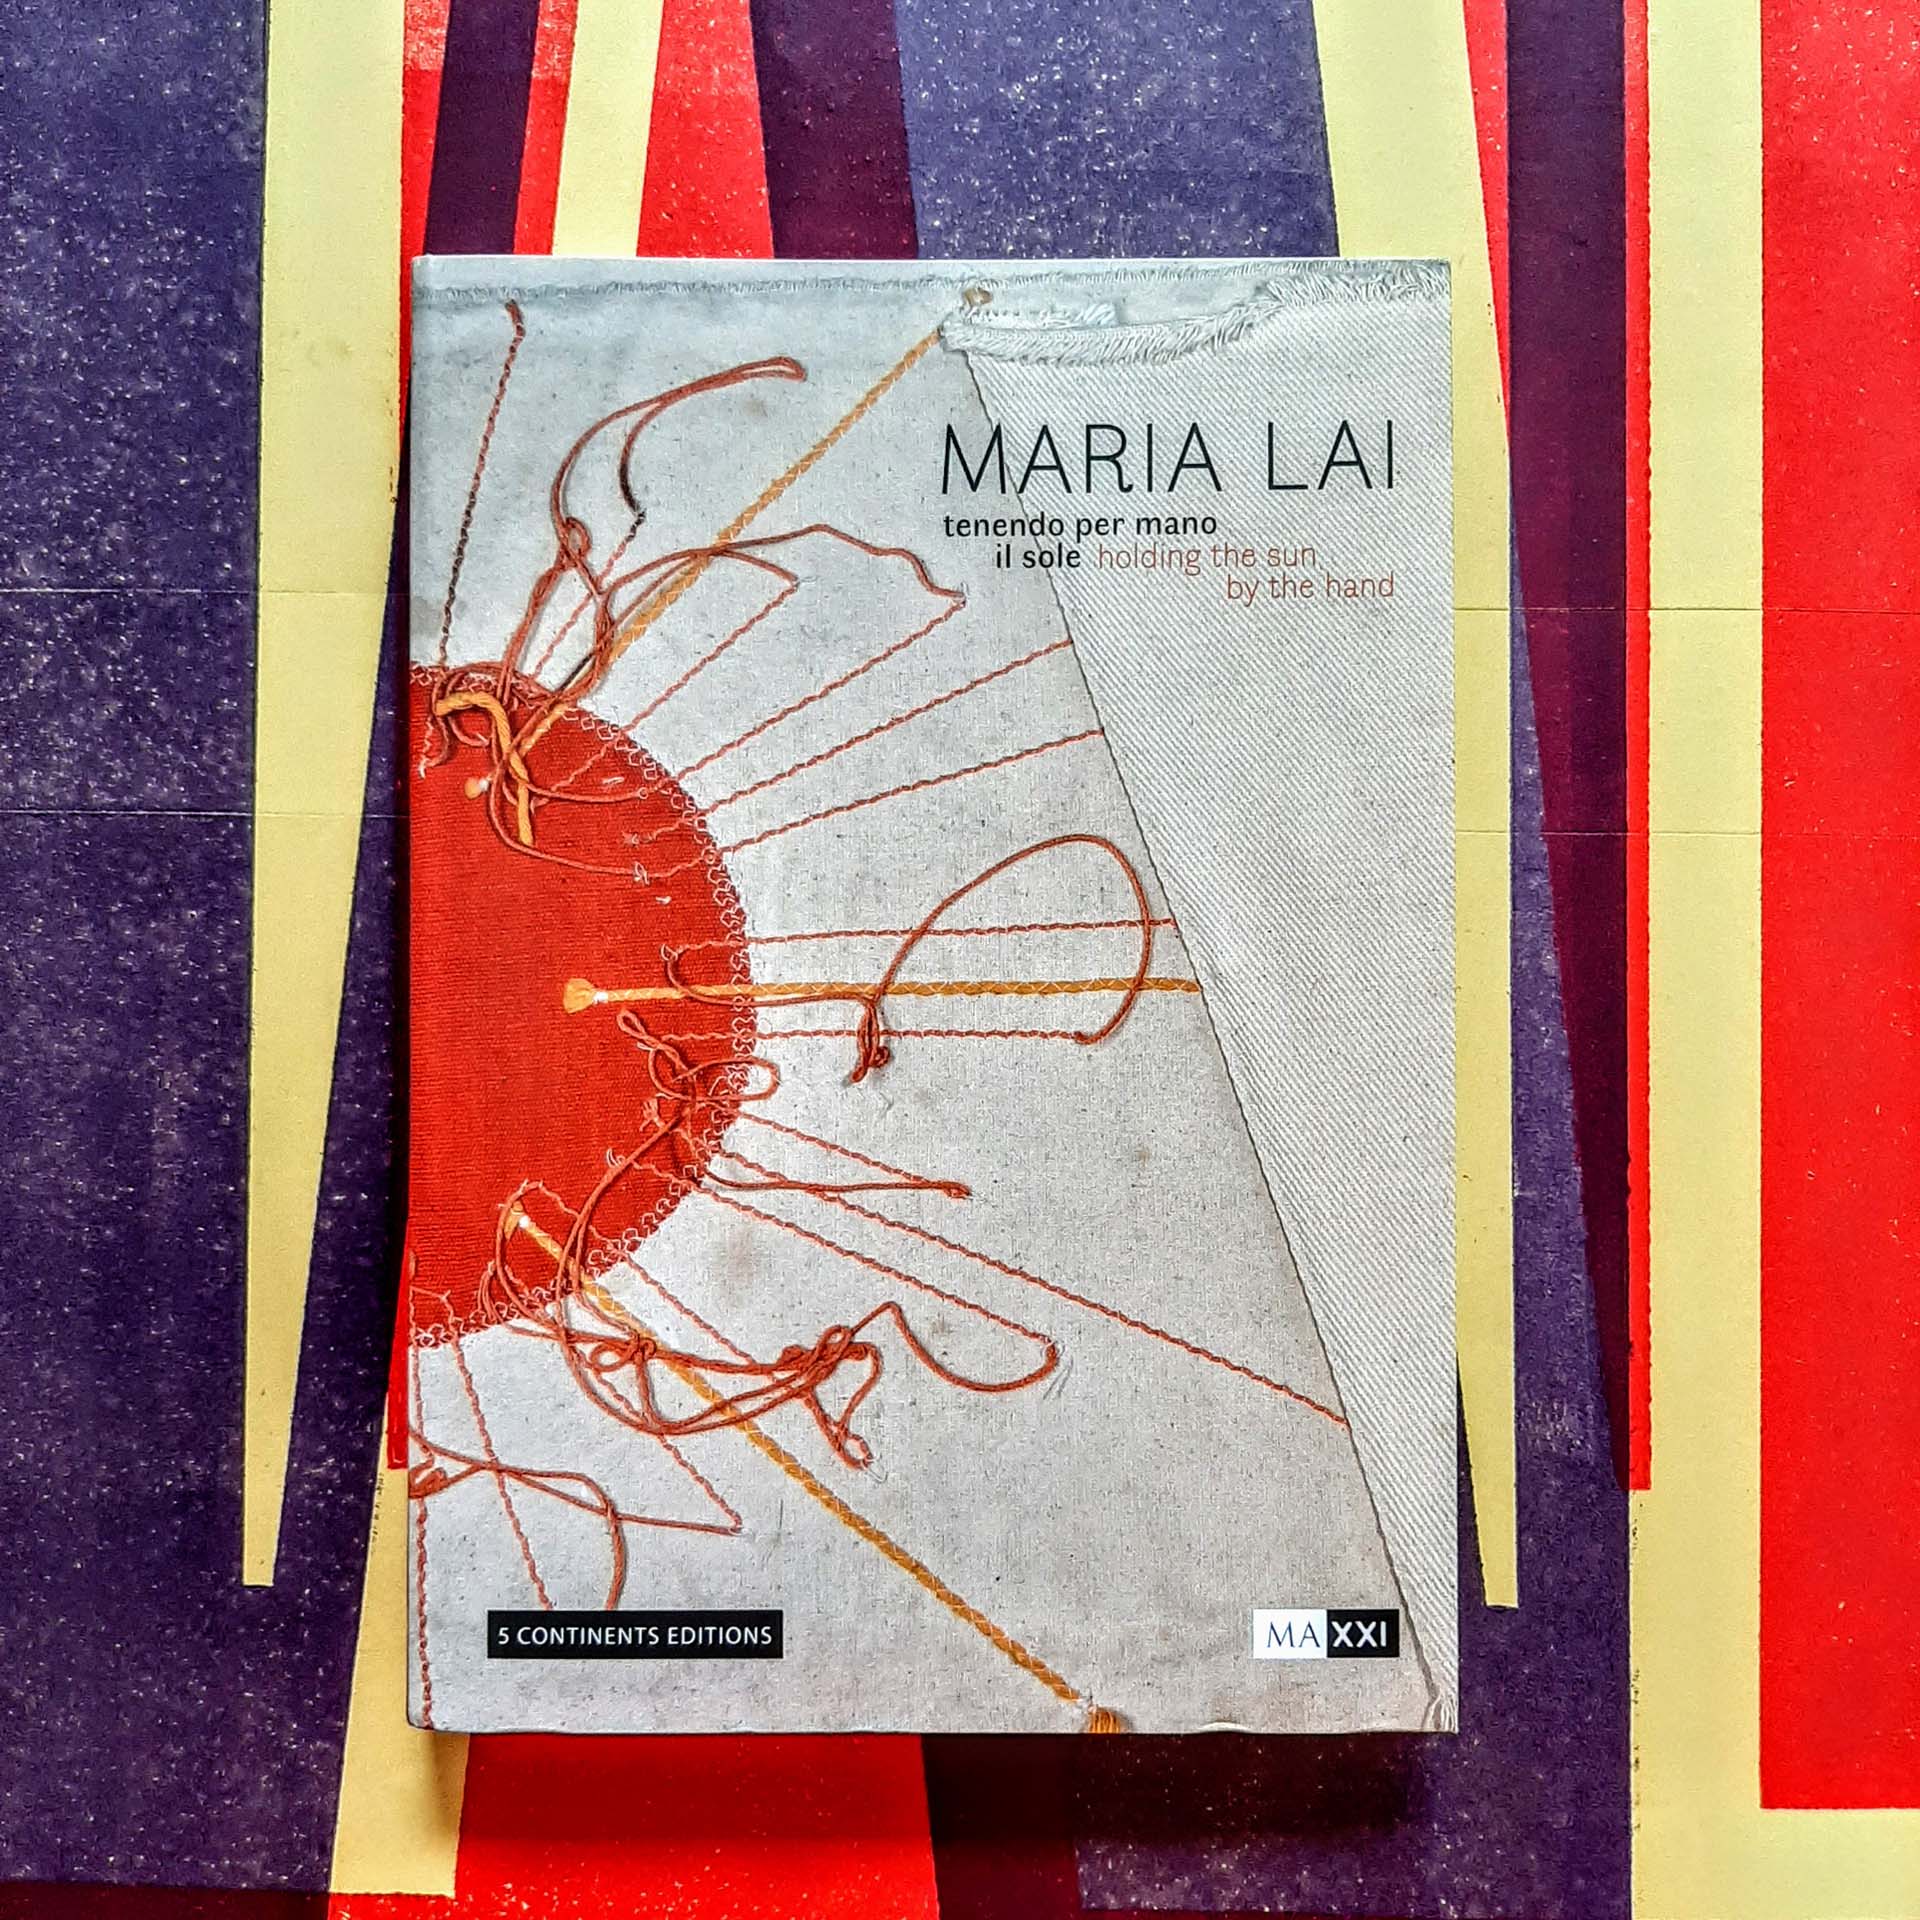 MARIA LAI
tenendo per mano
il sole holding the sun
by the hand
5 CONTINENTS EDITIONS
MAXXI